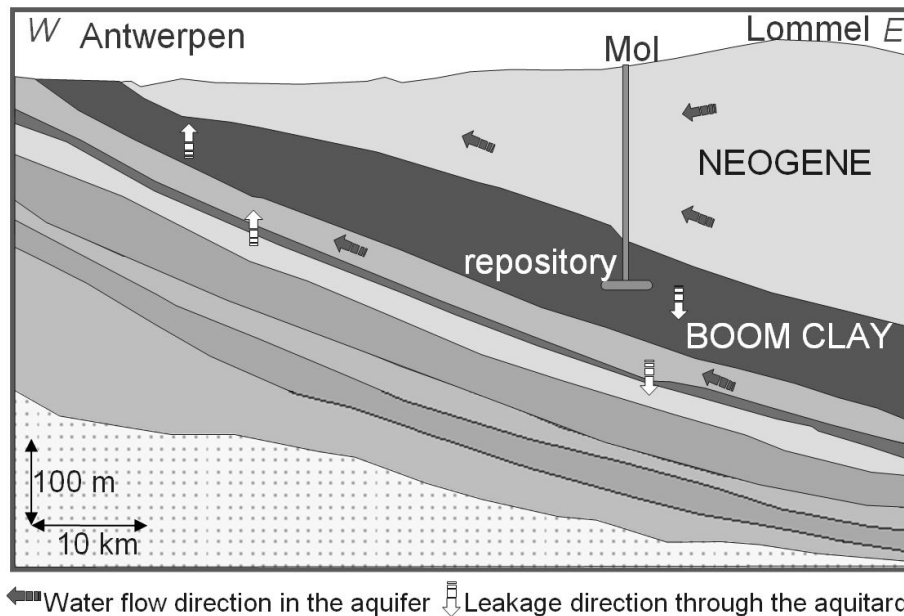 W Antwerpen
Lommel E
Mol
NEOGENE
repository
BOOM CLAY
100 m
10 km
Water flow direction in the aquifer
Leakage direction through the aquitard